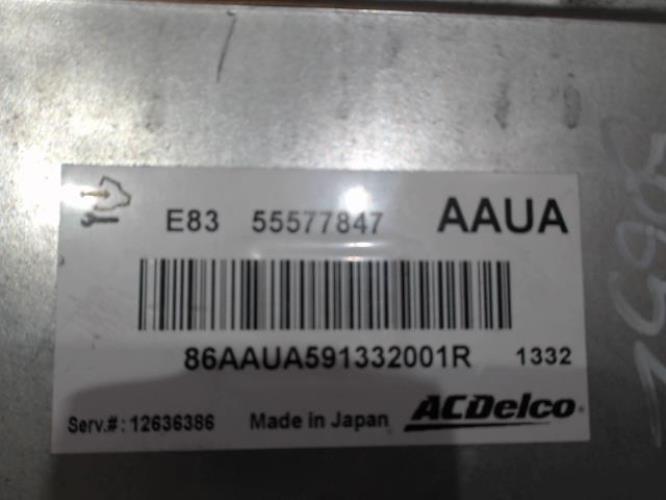 E83 55577847 AAUA
86AAUA591332001R 1332
Serv.#: 12636386 Made in Japan ACDelco